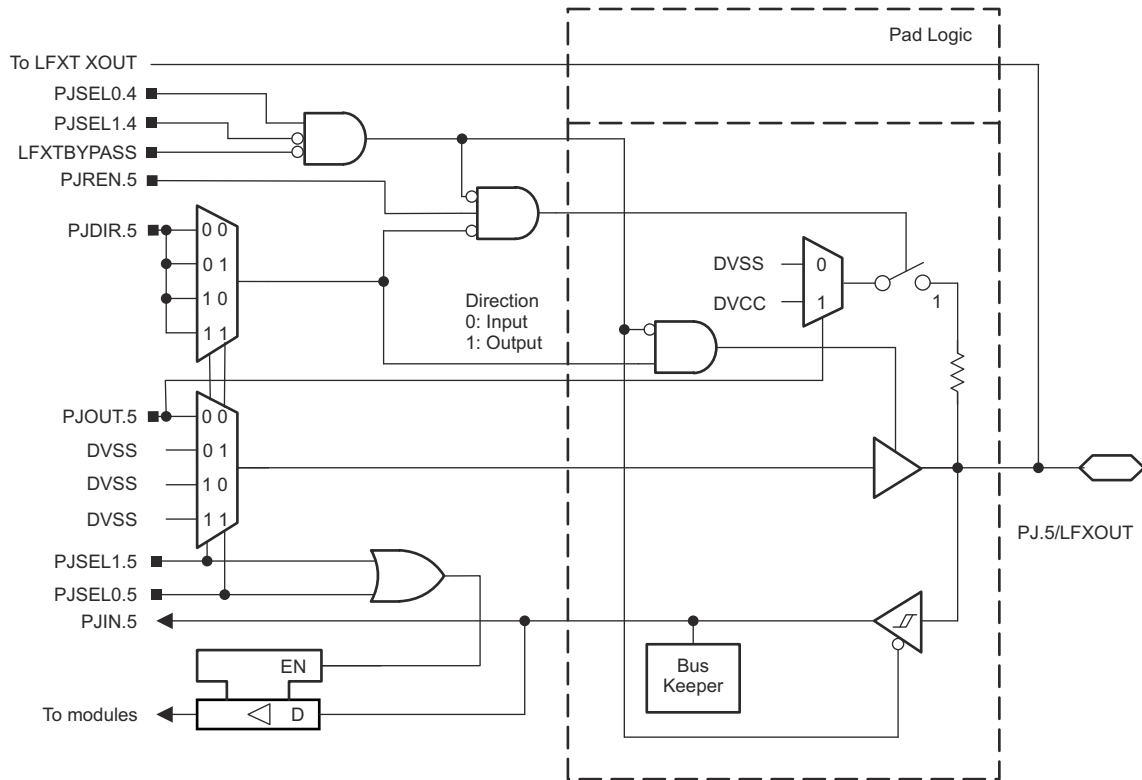 Pad Logic
To LFXT XOUT
PJSEL0.4
PJSEL1.4
LFXTBYPASS
PJREN.5
PJDIR.5
0 0
0 1
1 0
1 1
Direction
0: Input
1: Output
DVSS
0
DVCC
1
1
PJOUT.5
0 0
DVSS
0 1
DVSS
1 0
DVSS
1 1
PJ.5/LFXOUT
PJSEL1.5
PJSEL0.5
PJIN.5
Bus
Keeper
EN
To modules
D